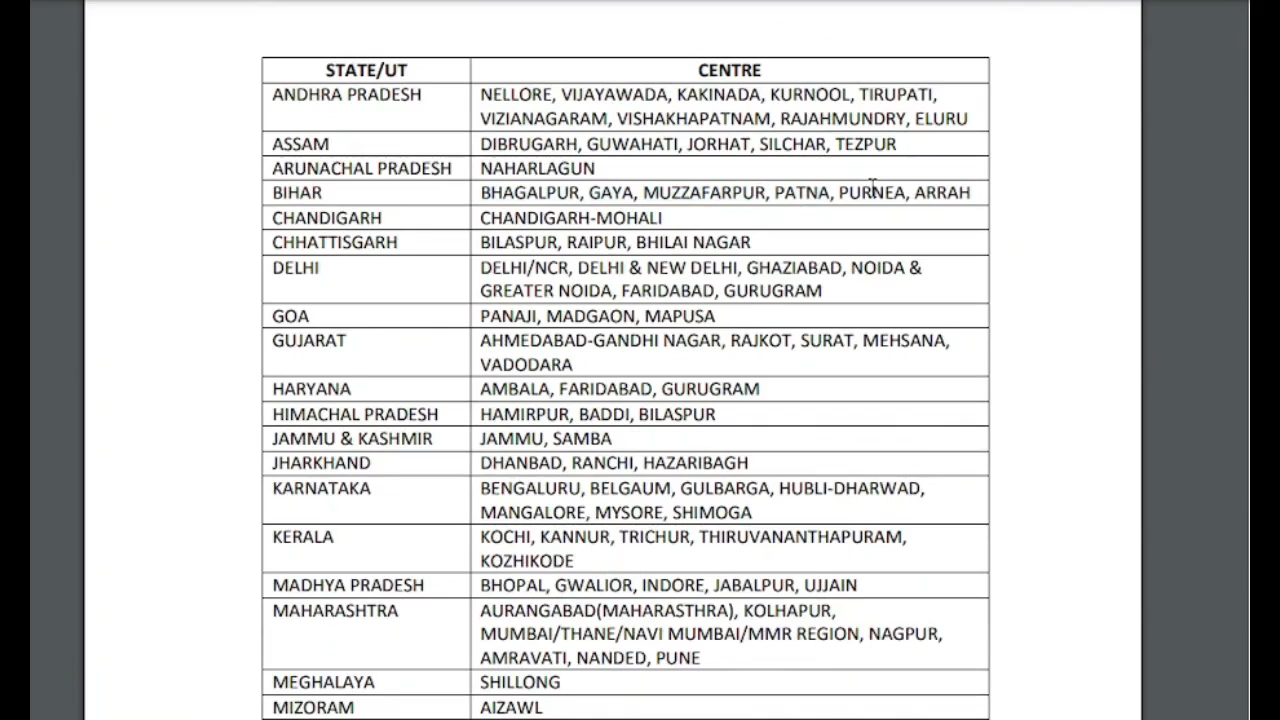 STATE/UT CENTRE
ANDHRA PRADESH NELLORE, VIJAYAWADA, KAKINADA, KURNOOL, TIRUPATI,
VIZIANAGARAM, VISHAKHAPATNAM, RAJAHMUNDRY, ELURU
ASSAM DIBRUGARH, GUWAHATI, JORHAT, SILCHAR, TEZPUR
ARUNACHAL PRADESH NAHARLAGUN
BIHAR BHAGALPUR, GAYA, MUZZAFARPUR, PATNA, PURNEA, ARRAH
CHANDIGARH CHANDIGARH-MOHALI
CHHATTISGARH BILASPUR, RAIPUR, BHILAI NAGAR
DELHI DELHI/NCR, DELHI & NEW DELHI, GHAZIABAD, NOIDA &
GREATER NOIDA, FARIDABAD, GURUGRAM
GOA PANAJI, MADGAON, MAPUSA
GUJARAT AHMEDABAD-GANDHI NAGAR, RAJKOT, SURAT, MEHSANA,
VADODARA
HARYANA AMBALA, FARIDABAD, GURUGRAM
HIMACHAL PRADESH HAMIRPUR, BADDI, BILASPUR
JAMMU & KASHMIR JAMMU, SAMBA
JHARKHAND DHANBAD, RANCHI, HAZARIBAGH
KARNATAKA BENGALURU, BELGAUM, GULBARGA, HUBLI-DHARWAD,
MANGALORE, MYSORE, SHIMOGA
KERALA KOCHI, KANNUR, TRICHUR, THIRUVANANTHAPURAM,
KOZHIKODE
MADHYA PRADESH BHOPAL, GWALIOR, INDORE, JABALPUR, UJJAIN
MAHARASHTRA AURANGABAD(MAHARASTHRA), KOLHAPUR,
MUMBAI/THANE/NAVI MUMBAI/MMR REGION, NAGPUR,
AMRAVATI, NANDED, PUNE
MEGHALAYA SHILLONG
MIZORAM AIZAWL